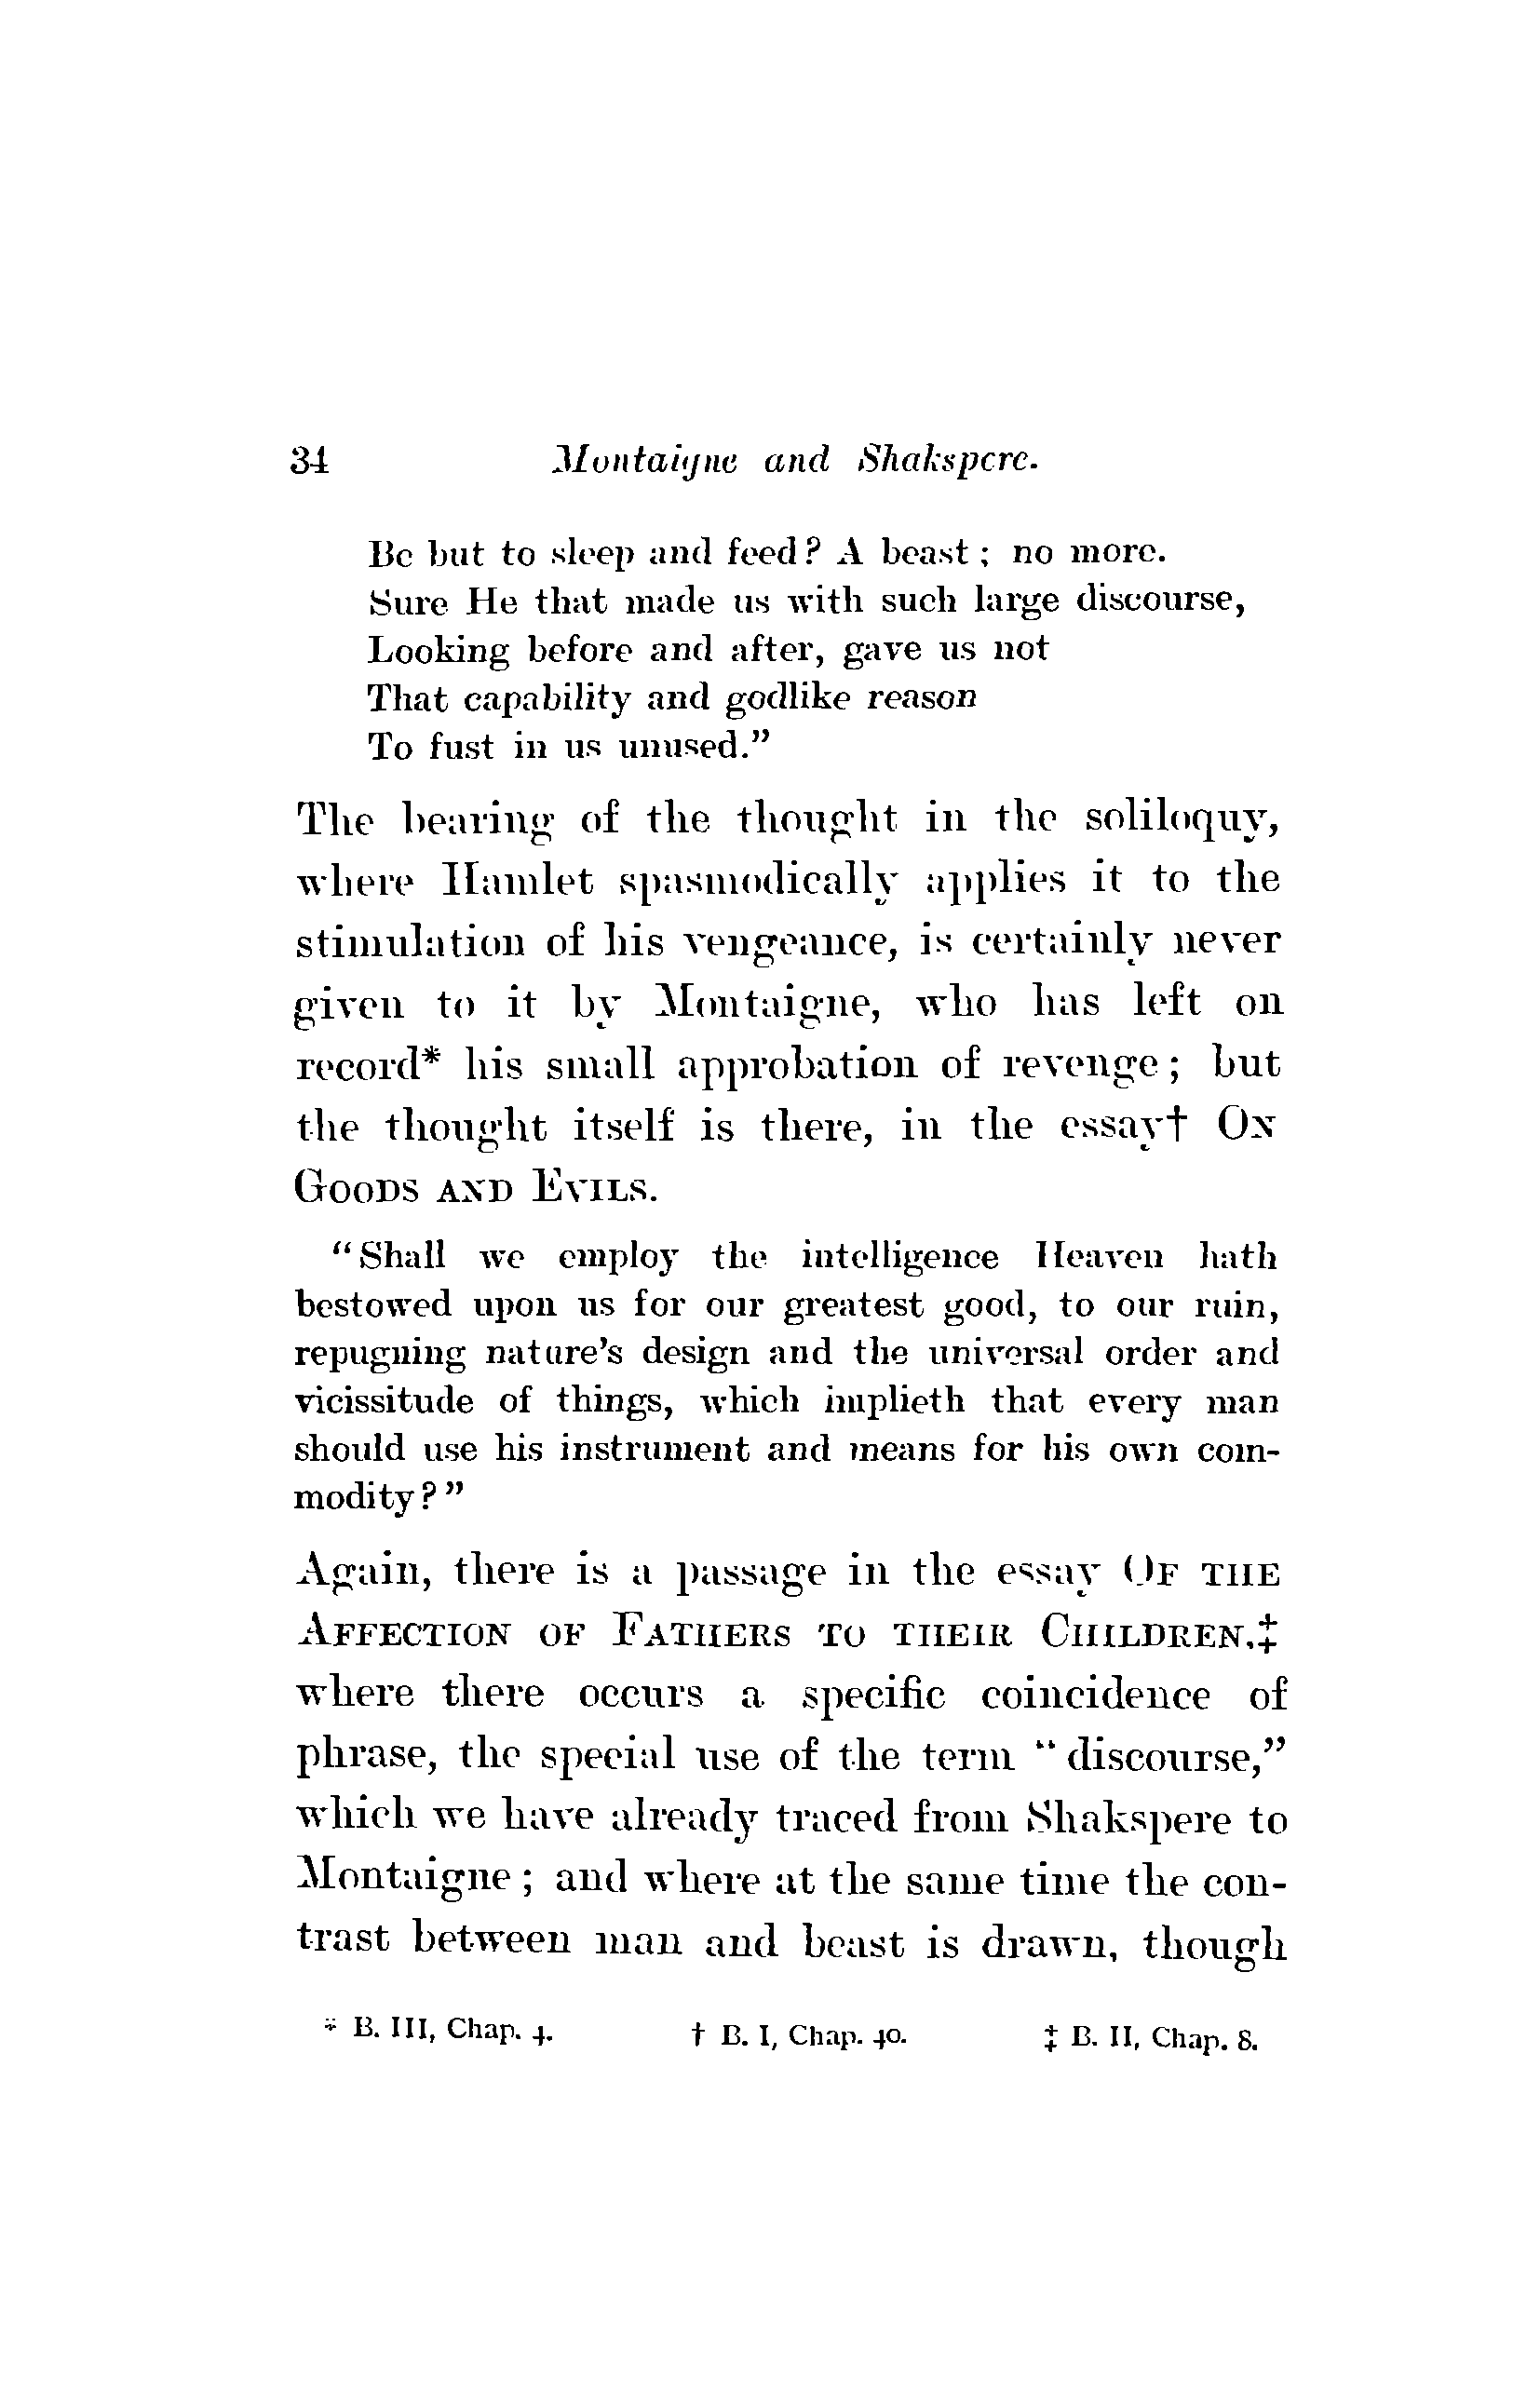 34 Montaigne and Shakspere.
Be but to sleep and feed? A beast; no more.
Sure He that made us with such large discourse,
Looking before and after, gave us not
That capability and godlike reason
To fust in us unused.”
The bearing of the thought in the soliloquy,
where Hamlet spasmodically applies it to the
stimulation of his vengeance, is certainly never
given to it by Montaigne, who has left on
record* his small approbation of revenge; but
the thought itself is there, in the essay† On
Goods and Evils.
“Shall we employ the intelligence Heaven hath
bestowed upon us for our greatest good, to our ruin,
repugning nature’s design and the universal order and
vicissitude of things, which implieth that every man
should use his instrument and means for his own com-
modity?”
Again, there is a passage in the essay Of the
Affection of Fathers to their Children,‡
where there occurs a specific coincidence of
phrase, the special use of the term “discourse,”
which we have already traced from Shakspere to
Montaigne; and where at the same time the con-
trast between man and beast is drawn, though
* B. III, Chap. 4. † B. I, Chap. 40. ‡ B. II, Chap. 8.